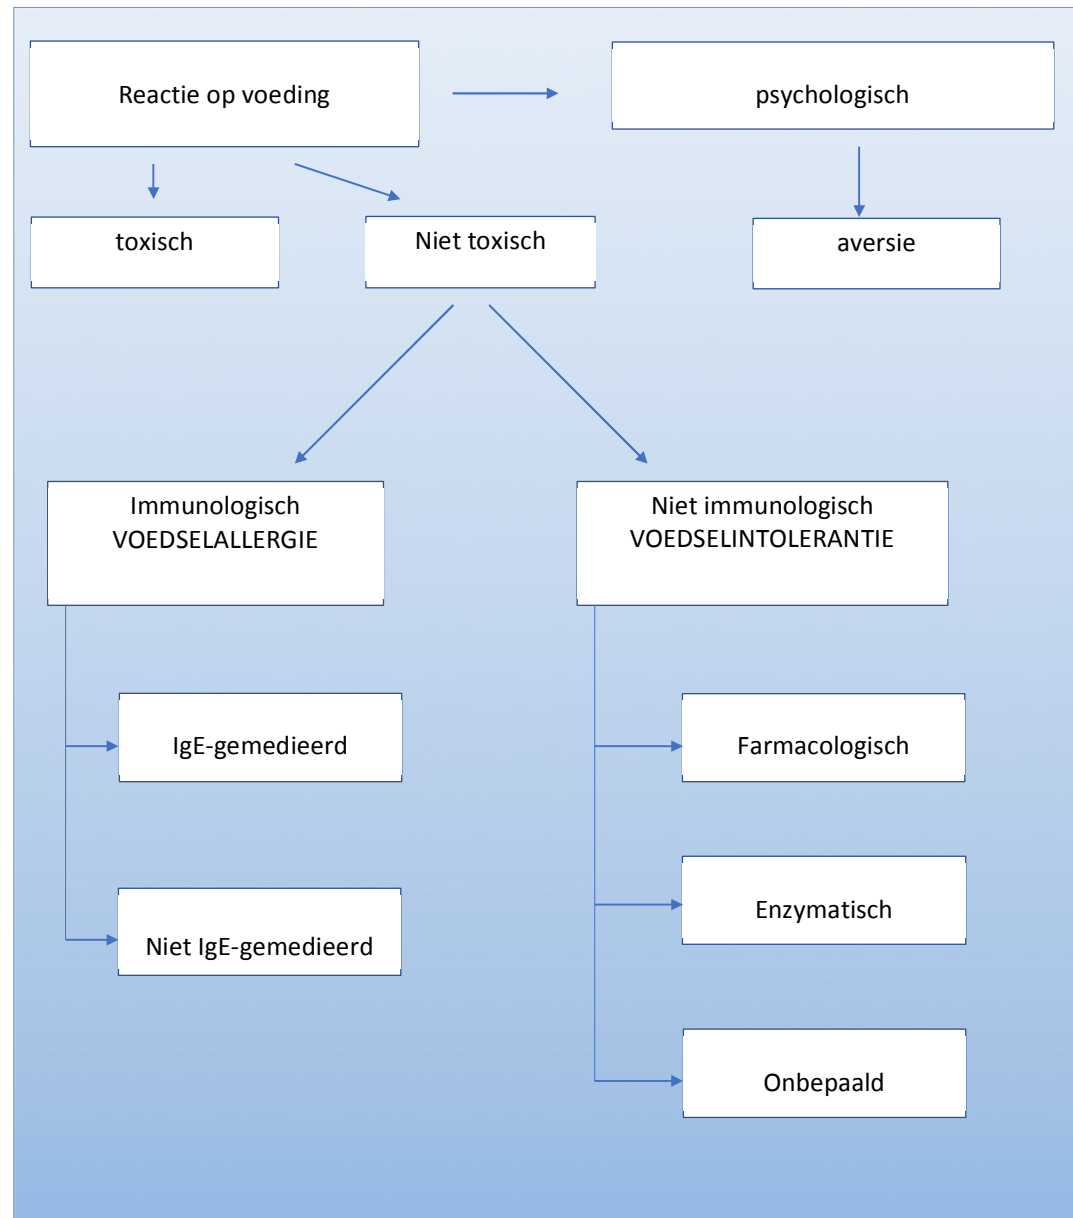 Reactie op voeding
psychologisch
toxisch
Niet toxisch
aversie
Immunologisch
VOEDSELALLERGIE
Niet immunologisch
VOEDSELINTOLERANTIE
IgE-gemedieerd
Farmacologisch
Enzymatisch
Niet IgE-gemedieerd
Onbepaald